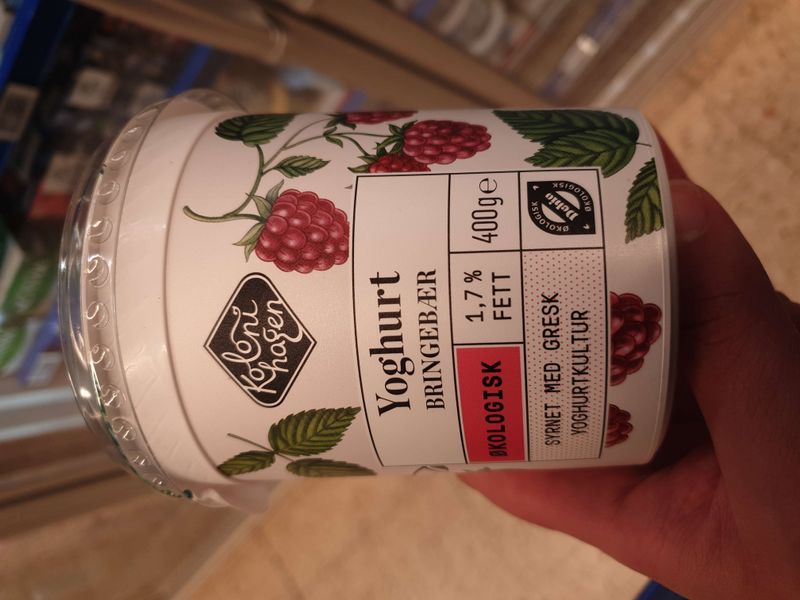 Koloni
hagen
Yoghurt
BRINGEBÆR
ØKOLOGISK
1,7 %
FETT
400g e
SYRNET MED GRESK
YOGHURTKULTUR
ØKOLOGISK
Debio
ØKOLOGISK